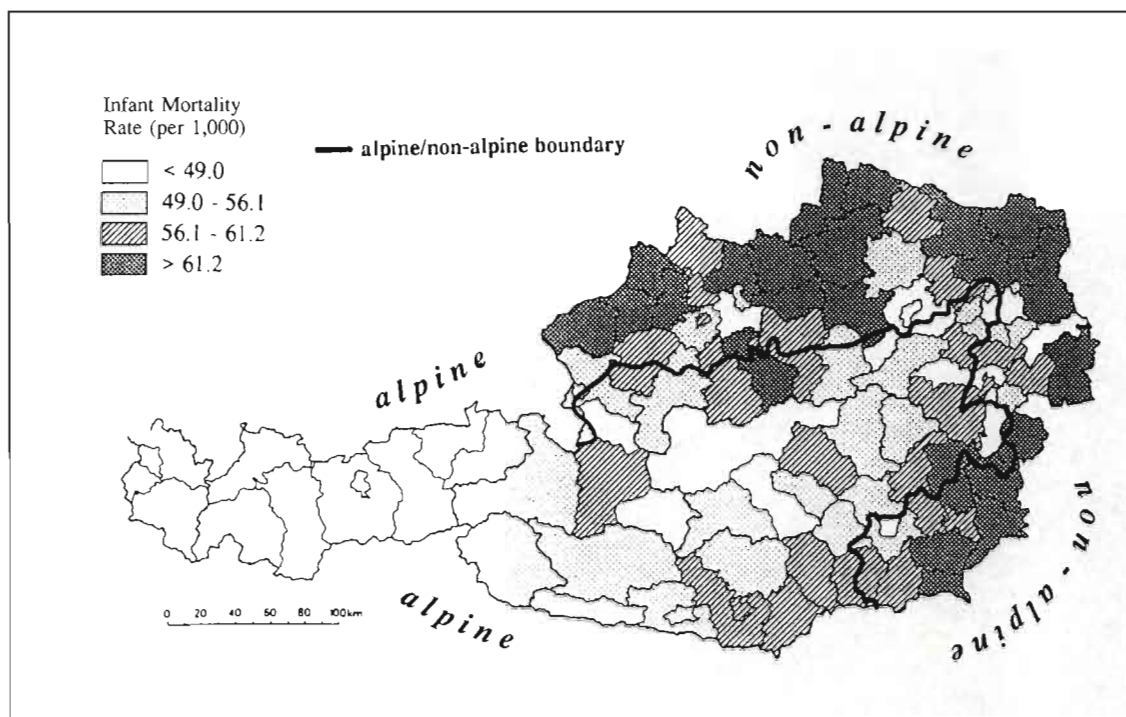 Infant Mortality
Rate (per 1,000)
< 49.0
49.0 - 56.1
56.1 - 61.2
> 61.2
alpine/non-alpine boundary
non - alpine
alpine
alpine
non - alpine
0 20 40 60 80 100km